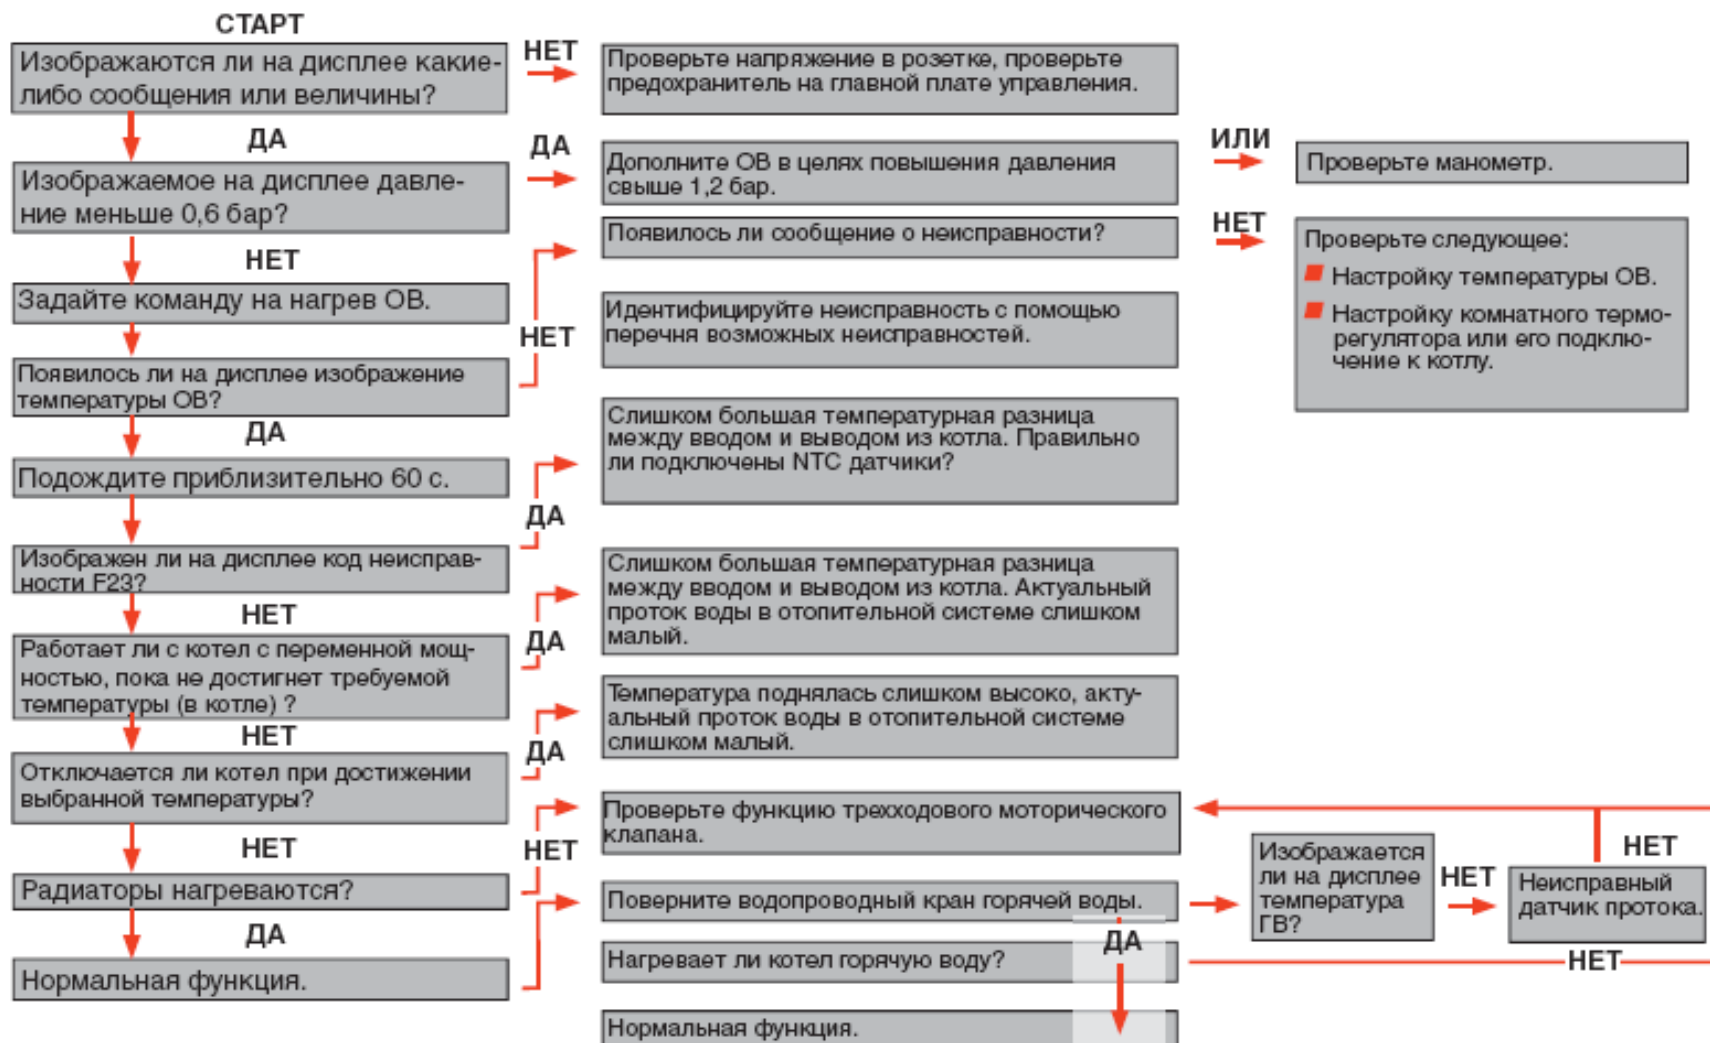 СТАРТ
Изображаются ли на дисплее какие-
либо сообщения или величины?
НЕТ
Проверьте напряжение в розетке, проверьте
предохранитель на главной плате управления.
ДА
Изображаемое на дисплее давле-
ние меньше 0,6 бар?
ДА
Дополните ОВ в целях повышения давления
свыше 1,2 бар.
ИЛИ
Проверьте манометр.
НЕТ
Задайте команду на нагрев ОВ.
Появилось ли на дисплее изображение
температуры ОВ?
НЕТ
Появилось ли сообщение о неисправности?
НЕТ
Проверьте следующее:
Настройку температуры ОВ.
Настройку комнатного термо-
регулятора или его подклю-
чение к котлу.
Идентифицируйте неисправность с помощью
перечня возможных неисправностей.
ДА
Подождите приблизительно 60 с.
Изображен ли на дисплее код неисправ-
ности F23?
ДА
Слишком большая температурная разница
между вводом и выводом из котла. Правильно
ли подключены NTC датчики?
НЕТ
Работает ли с котел с переменной мощ-
ностью, пока не достигнет требуемой
температуры (в котле) ?
ДА
Слишком большая температурная разница
между вводом и выводом из котла. Актуальный
проток воды в отопительной системе слишком
малый.
НЕТ
Отключается ли котел при достижении
выбранной температуры?
ДА
Температура поднялась слишком высоко, акту-
альный проток воды в отопительной системе
слишком малый.
НЕТ
Радиаторы нагреваются?
НЕТ
Проверьте функцию трехходового моторического
клапана.
ДА
Нормальная функция.
Поверните водопроводный кран горячей воды.
Изображается
ли на дисплее
температура
ГВ?
НЕТ
Неисправный
датчик протока.
НЕТ
ДА
Нагревает ли котел горячую воду?
НЕТ
Нормальная функция.